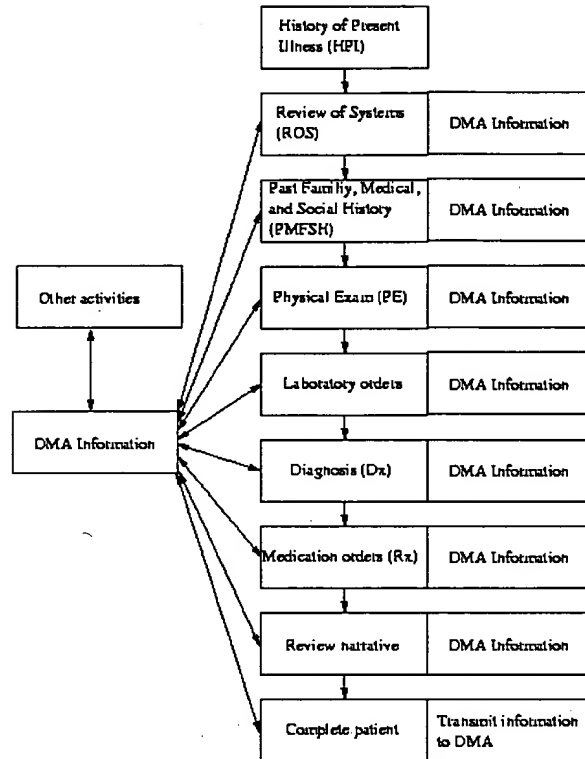 History of Present
Illness (HPI)
Review of Systems
(ROS)
DMA Information
Past Familiy, Medical,
and Social History
(PMFSH)
DMA Information
Other activities
Physical Exam (PE)
DMA Information
Laboratory orders
DMA Information
DMA Information
Diagnosis (Dx)
DMA Information
Medication orders (Rx)
DMA Information
Review narrative
DMA Information
Complete patient
Transmit information
to DMA